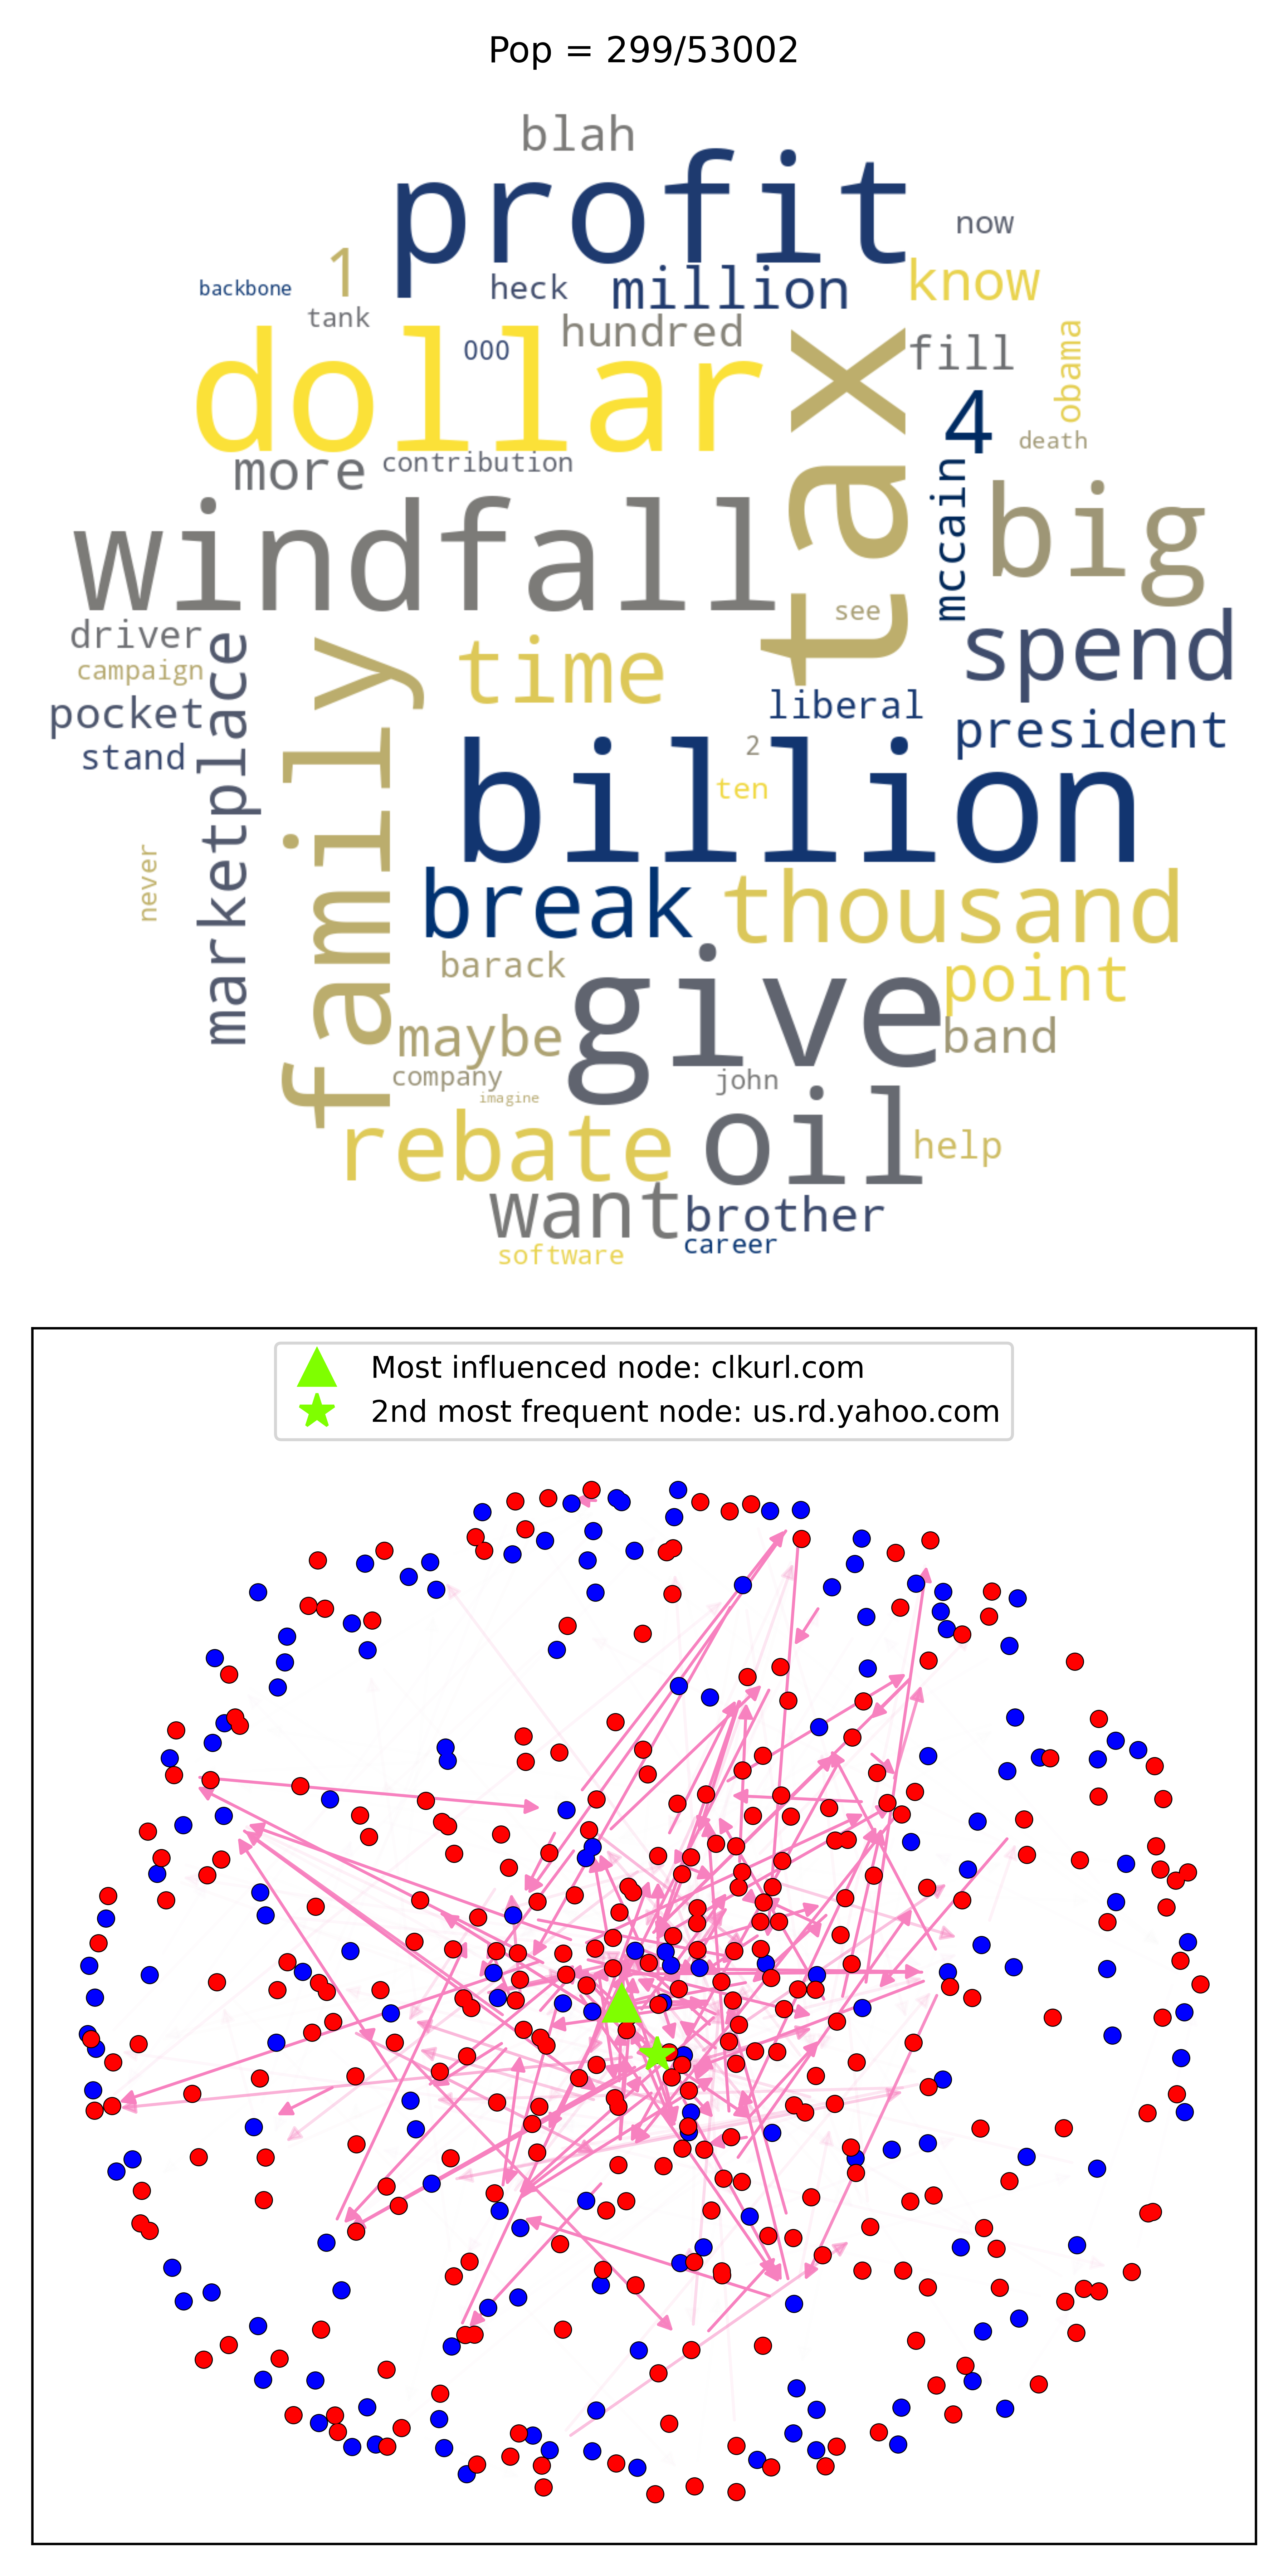 Pop = 299/53002
blah
profit
now
1
know
backbone
heck
million
tank
hundred
000
dollar
tax
fill
obama
4
death
more
contribution
mccain
big
windfall
see
driver
spend
campaign
time
family
marketplace
pocket
liberal
president
stand
2
billion
ten
never
break
thousand
barack
give
point
maybe
band
company
john
imagine
rebate
oil
help
want
brother
career
software
Most influenced node: clkurl.com
2nd most frequent node: us.rd.yahoo.com